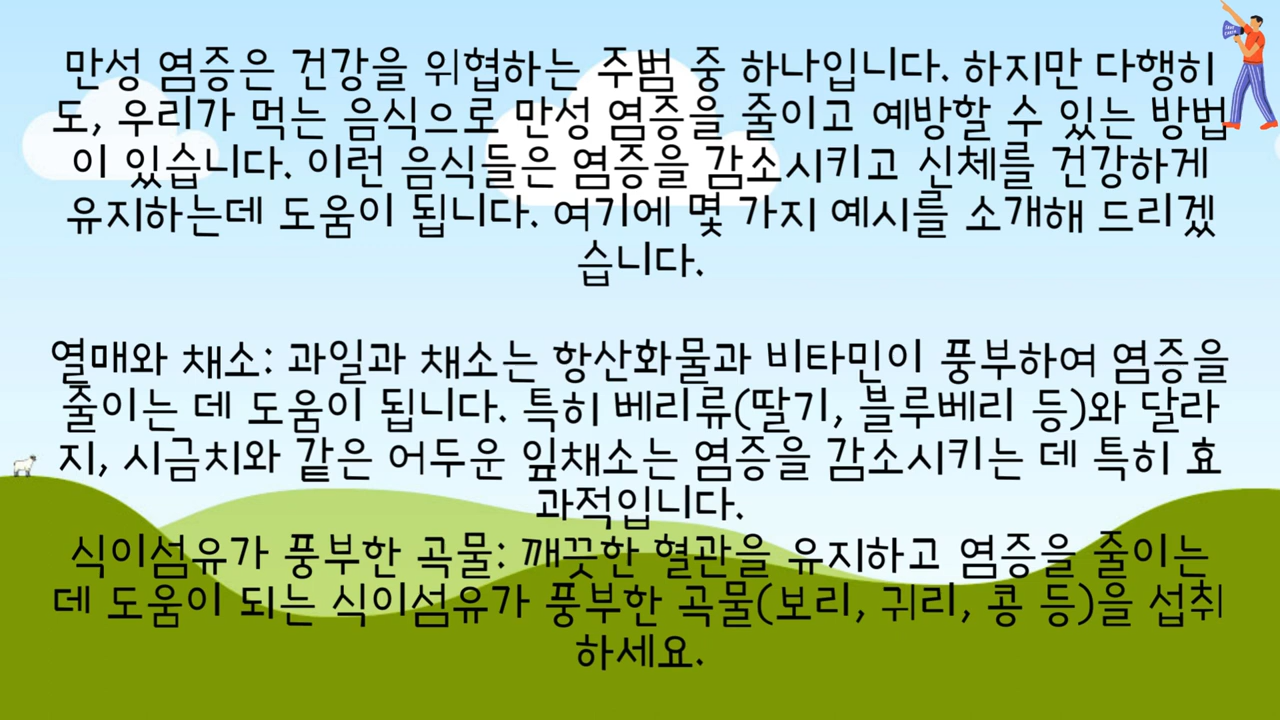 만성 염증은 건강을 위협하는 주범 중 하나입니다. 하지만 다행히
도, 우리가 먹는 음식으로 만성 염증을 줄이고 예방할 수 있는 방법
이 있습니다. 이런 음식들은 염증을 감소시키고 신체를 건강하게
유지하는데 도움이 됩니다. 여기에 몇 가지 예시를 소개해 드리겠
습니다.
열매와 채소: 과일과 채소는 항산화물과 비타민이 풍부하여 염증을
줄이는 데 도움이 됩니다. 특히 베리류(딸기, 블루베리 등)와 달라
지, 시금치와 같은 어두운 잎채소는 염증을 감소시키는 데 특히 효
과적입니다.
식이섬유가 풍부한 곡물: 깨끗한 혈관을 유지하고 염증을 줄이는
데 도움이 되는 식이섬유가 풍부한 곡물(보리, 귀리, 콩 등)을 섭취
하세요.